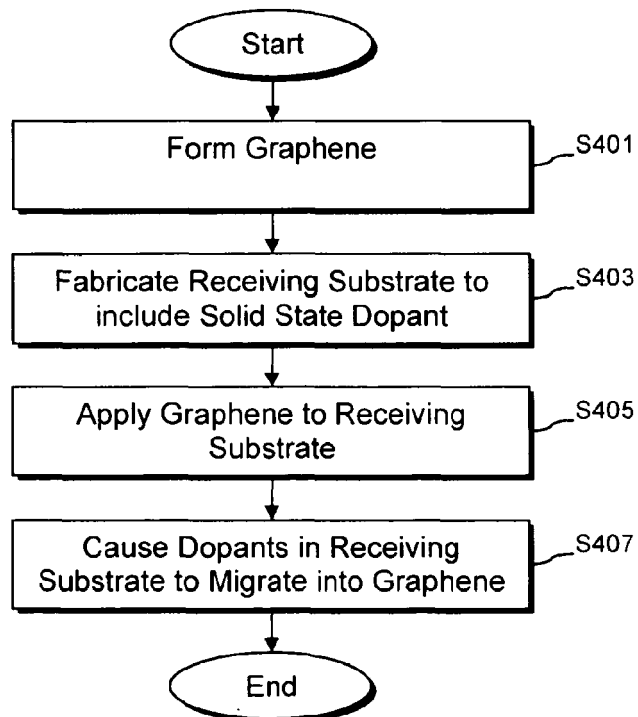 Start
Form Graphene
S401
Fabricate Receiving Substrate to
include Solid State Dopant
S403
Apply Graphene to Receiving
Substrate
S405
Cause Dopants in Receiving
Substrate to Migrate into Graphene
S407
End